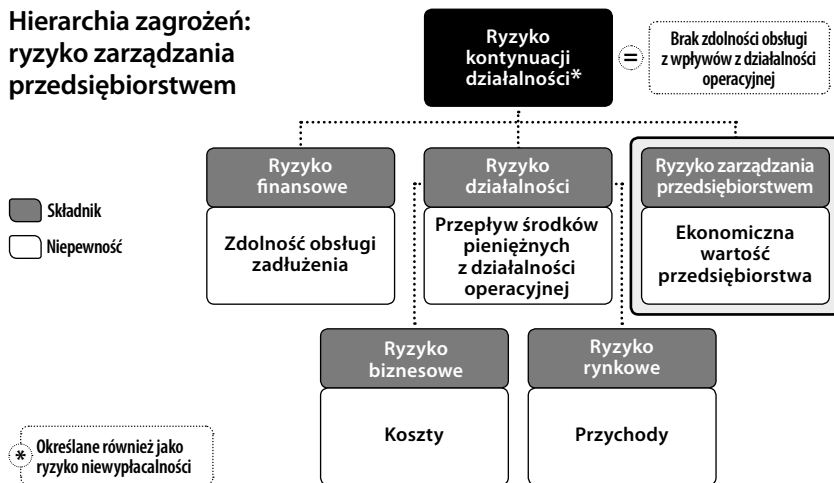 Hierarchia zagrożeń:
ryzyko zarządzania
przedsiębiorstwem
Ryzyko
kontynuacji
działalności*
=
Brak zdolności obsługi
z wpływów z działalności
operacyjnej
Ryzyko
finansowe
Zdolność obsługi
zadłużenia
Ryzyko
działalności
Przepływ środków
pieniężnych
z działalności
operacyjnej
Ryzyko zarządzania
przedsiębiorstwem
Ekonomiczna
wartość
przedsiębiorstwa
Składnik
Niepewność
Ryzyko
biznesowe
Koszty
Ryzyko
rynkowe
Przychody
* Określane również jako
ryzyko niewypłacalności